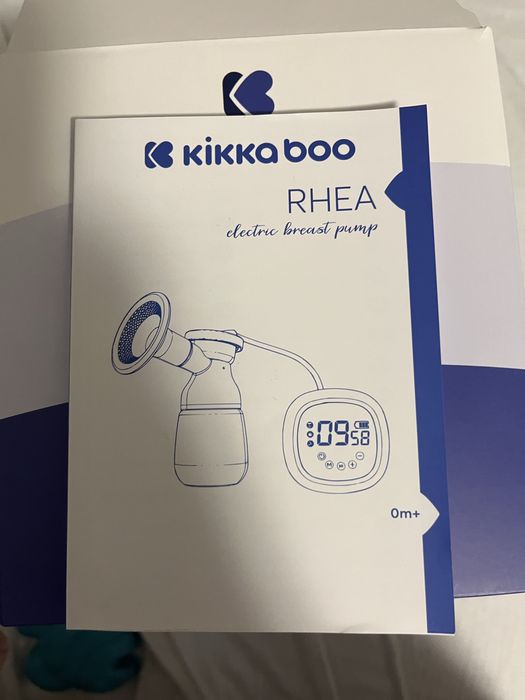 Kikkaboo
RHEA
electric breast pump
09 58
M
0m+